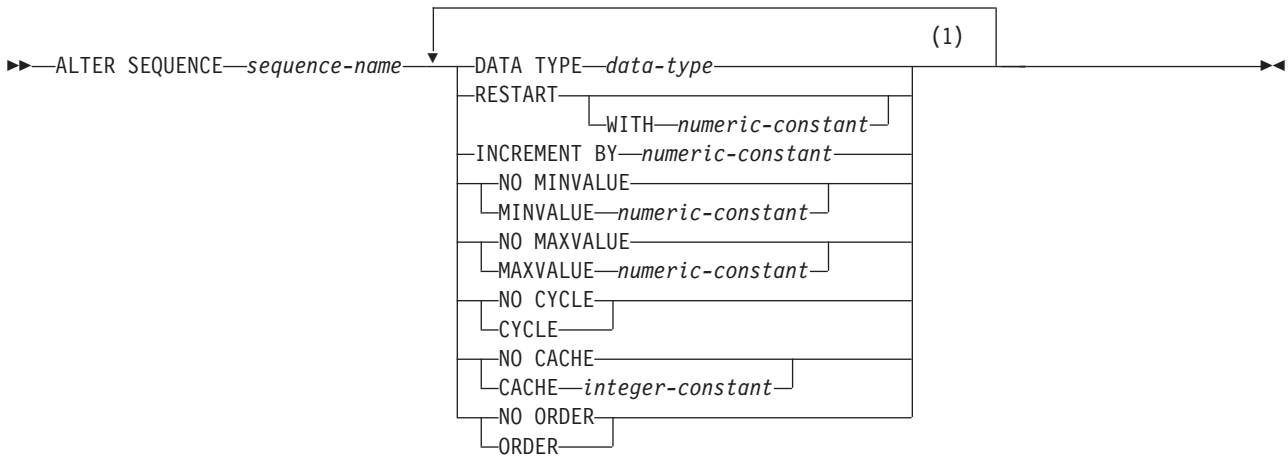 (1)
ALTER SEQUENCE sequence-name DATA TYPE data-type
RESTART
WITH numeric-constant
INCREMENT BY numeric-constant
NO MINVALUE
MINVALUE numeric-constant
NO MAXVALUE
MAXVALUE numeric-constant
NO CYCLE
CYCLE
NO CACHE
CACHE integer-constant
NO ORDER
ORDER